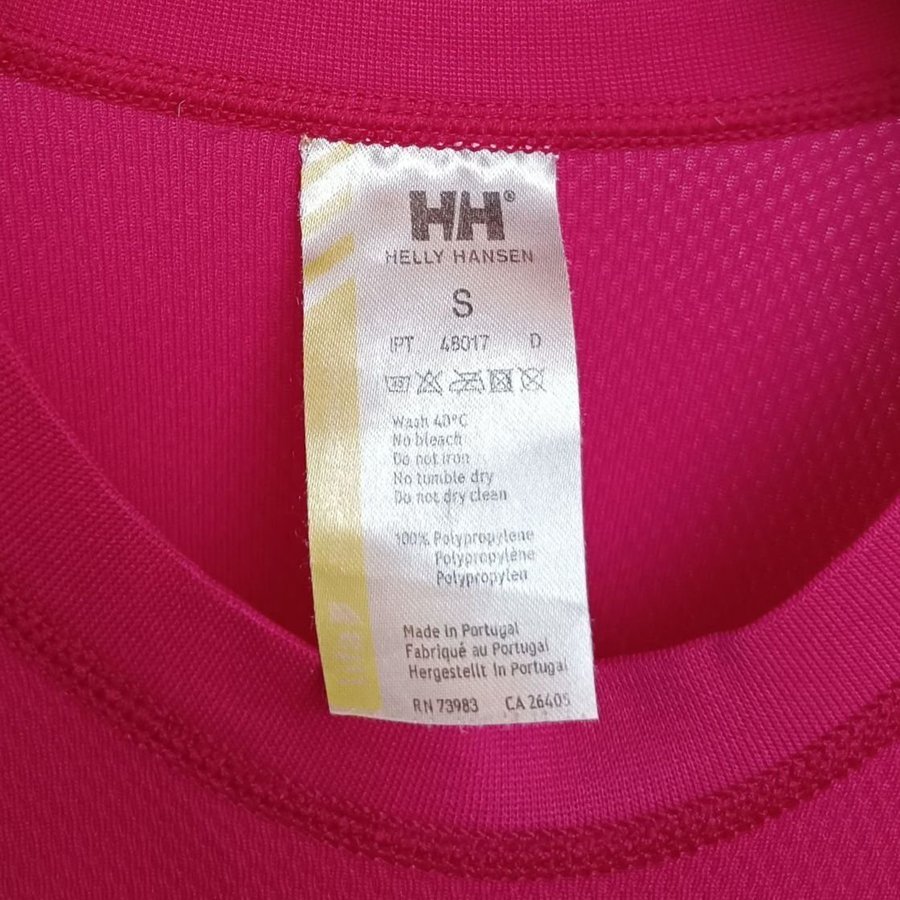 HH®
HELLY HANSEN
S
IPT 48017 D
Wash 40°C
No bleach
Do not iron
No tumble dry
Do not dry clean
100% Polypropylene
Polypropylène
Polypropylen
Made in Portugal
Fabriqué au Portugal
Hergestellt in Portugal
RN 73983 CA 26405